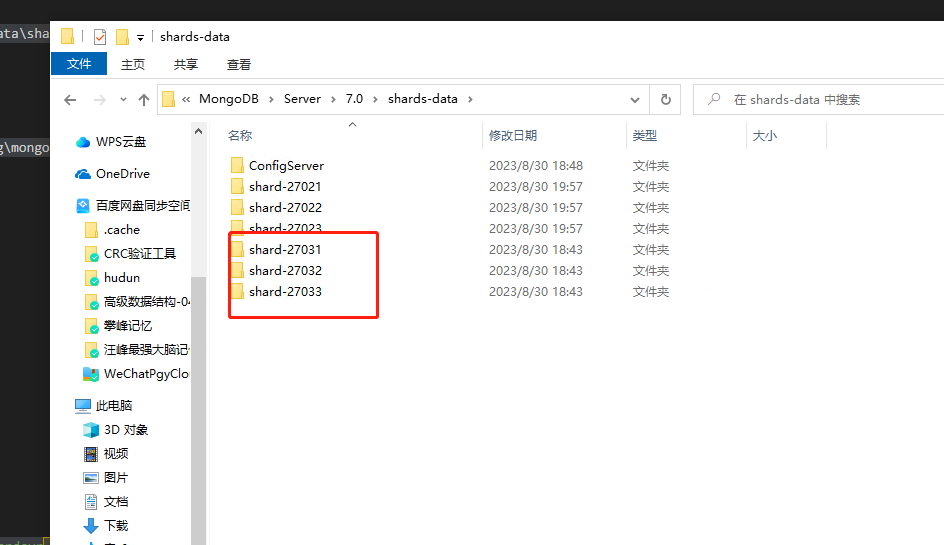 ata\sha
shards-data
文件 主页 共享 查看
« MongoDB › Server › 7.0 › shards-data ›
在 shards-data 中搜索
g\mongo
WPS云盘
OneDrive
百度网盘同步空间
.cache
CRC验证工具
hudun
高级数据结构-04
攀峰记忆
汪峰最强大脑记
WeChatPgyClo
此电脑
3D 对象
视频
图片
文档
下载
名称 修改日期 类型 大小
ConfigServer 2023/8/30 18:48 文件夹
shard-27021 2023/8/30 19:57 文件夹
shard-27022 2023/8/30 19:57 文件夹
shard-27023 2023/8/30 19:57 文件夹
shard-27031 2023/8/30 18:43 文件夹
shard-27032 2023/8/30 18:43 文件夹
shard-27033 2023/8/30 18:43 文件夹